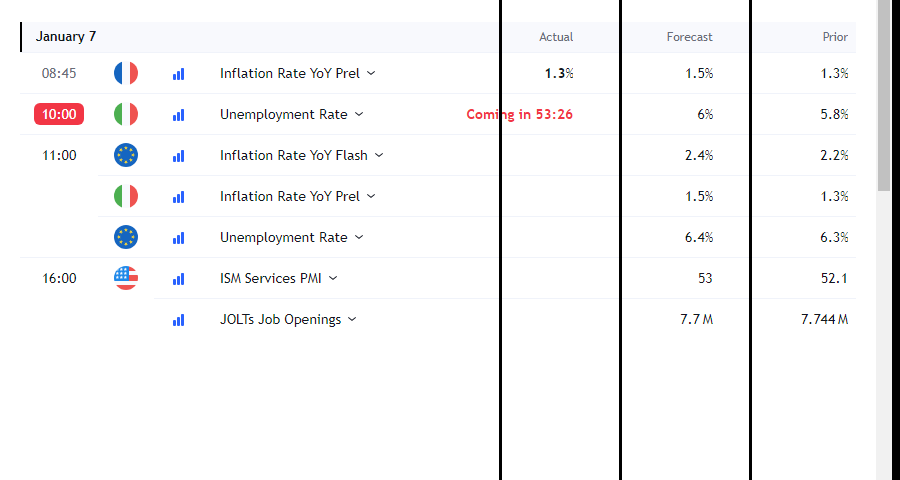 January 7 Actual Forecast Prior
08:45 Inflation Rate YoY Prel 1.3% 1.5% 1.3%
10:00 Unemployment Rate Coming in 53:26 6% 5.8%
11:00 Inflation Rate YoY Flash 2.4% 2.2%
Inflation Rate YoY Prel 1.5% 1.3%
Unemployment Rate 6.4% 6.3%
16:00 ISM Services PMI 53 52.1
JOLTs Job Openings 7.7 M 7.744 M